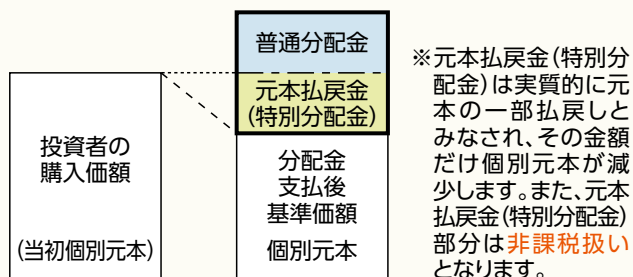 普通分配金
元本払戻金
(特別分配金)
投資者の
購入価額
(当初個別元本)
分配金
支払後
基準価額
個別元本
※元本払戻金(特別分
配金)は実質的に元
本の一部払戻しと
みなされ、その金額
だけ個別元本が減
少します。また、元本
払戻金(特別分配金)
部分は非課税扱い
となります。